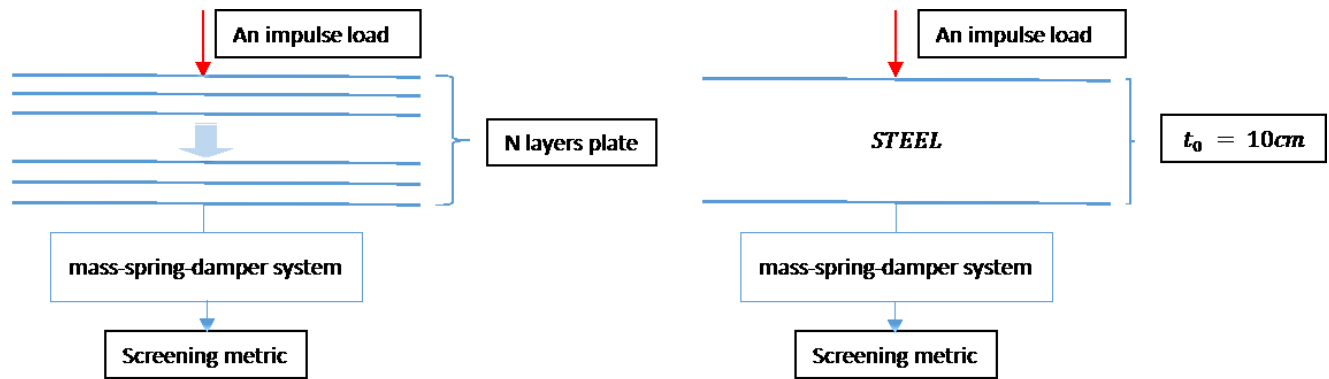 An impulse load
An impulse load
N layers plate
STEEL
t₀ = 10cm
mass-spring-damper system
mass-spring-damper system
Screening metric
Screening metric